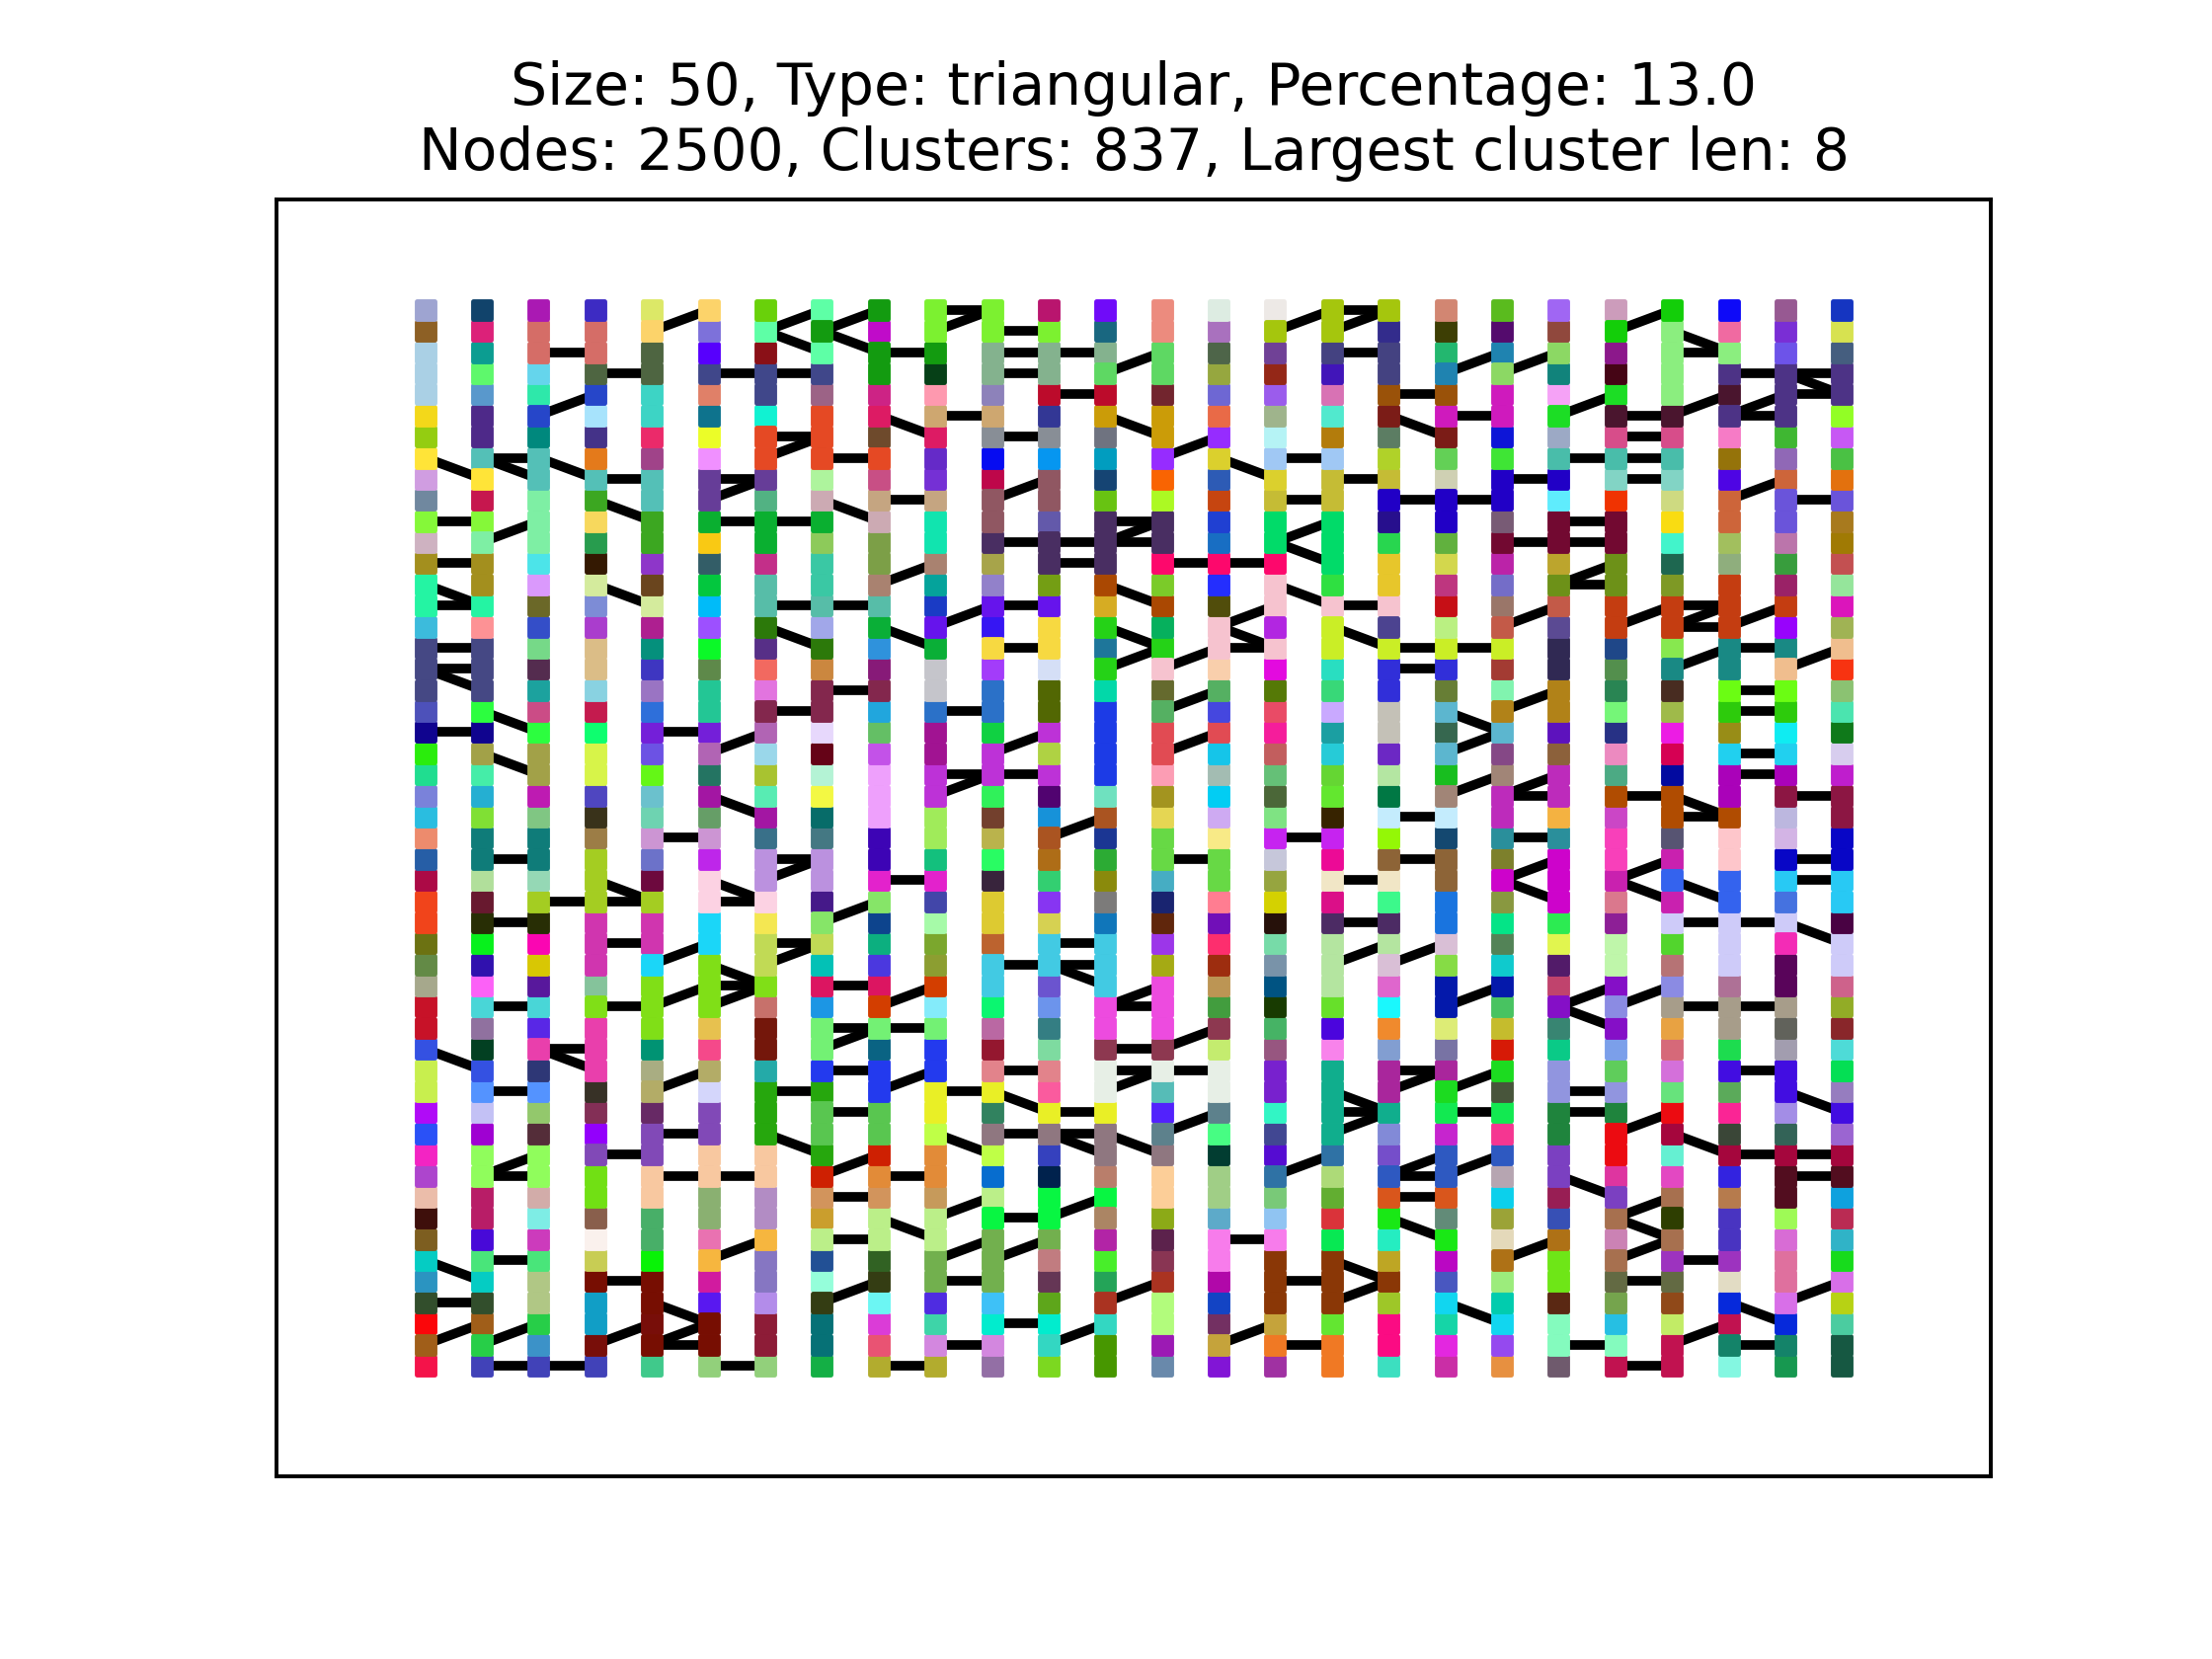 Size: 50, Type: triangular, Percentage: 13.0
Nodes: 2500, Clusters: 837, Largest cluster len: 8